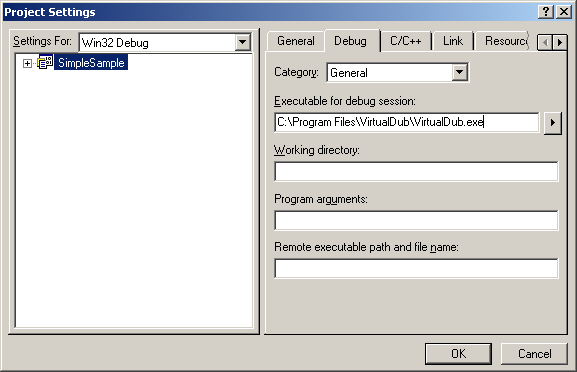 Project Settings
Settings For: Win32 Debug
SimpleSample
General Debug C/C++ Link Resourc
Category: General
Executable for debug session:
C:\Program Files\VirtualDub\VirtualDub.exe
Working directory:
Program arguments:
Remote executable path and file name:
OK Cancel